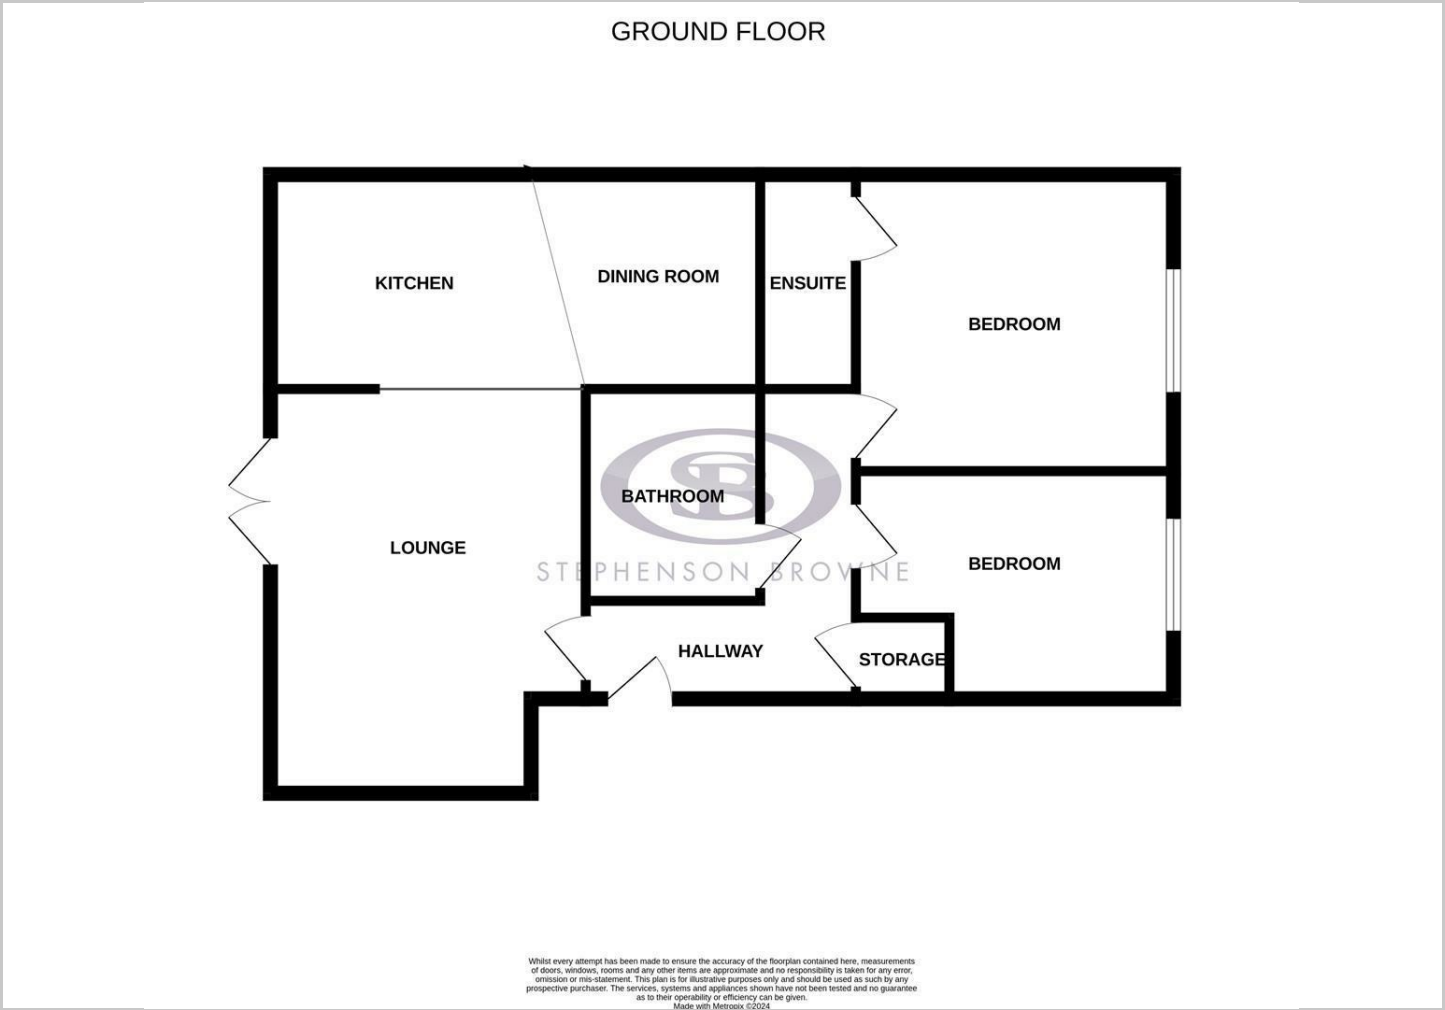 GROUND FLOOR
KITCHEN
DINING ROOM
ENSUITE
BEDROOM
SB
BATHROOM
LOUNGE
STEPHENSON BROWNE
BEDROOM
HALLWAY
STORAGE
Whilst every attempt has been made to ensure the accuracy of the floorplan contained here, measurements
of doors, windows, rooms and any other items are approximate and no responsibility is taken for any error,
omission or mis-statement. This plan is for illustrative purposes only and should be used as such by any
prospective purchaser. The services, systems and appliances shown have not been tested and no guarantee
as to their operability or efficiency can be given.
Made with Metropix ©2024